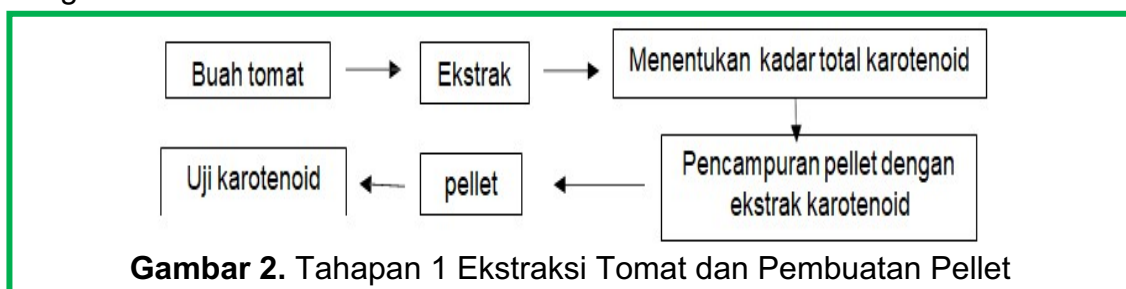 Buah tomat
Ekstrak
Menentukan kadar total karotenoid
Pencampuran pellet dengan
ekstrak karotenoid
pellet
Uji karotenoid
Gambar 2. Tahapan 1 Ekstraksi Tomat dan Pembuatan Pellet